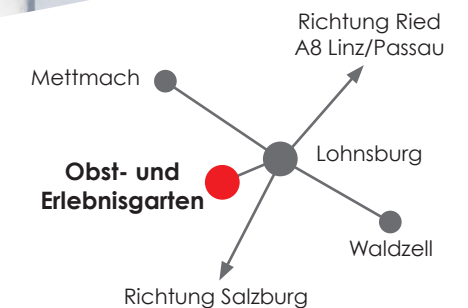 Richtung Ried
A8 Linz/Passau
Mettmach
Lohnsburg
Obst- und
Erlebnisgarten
Waldzell
Richtung Salzburg